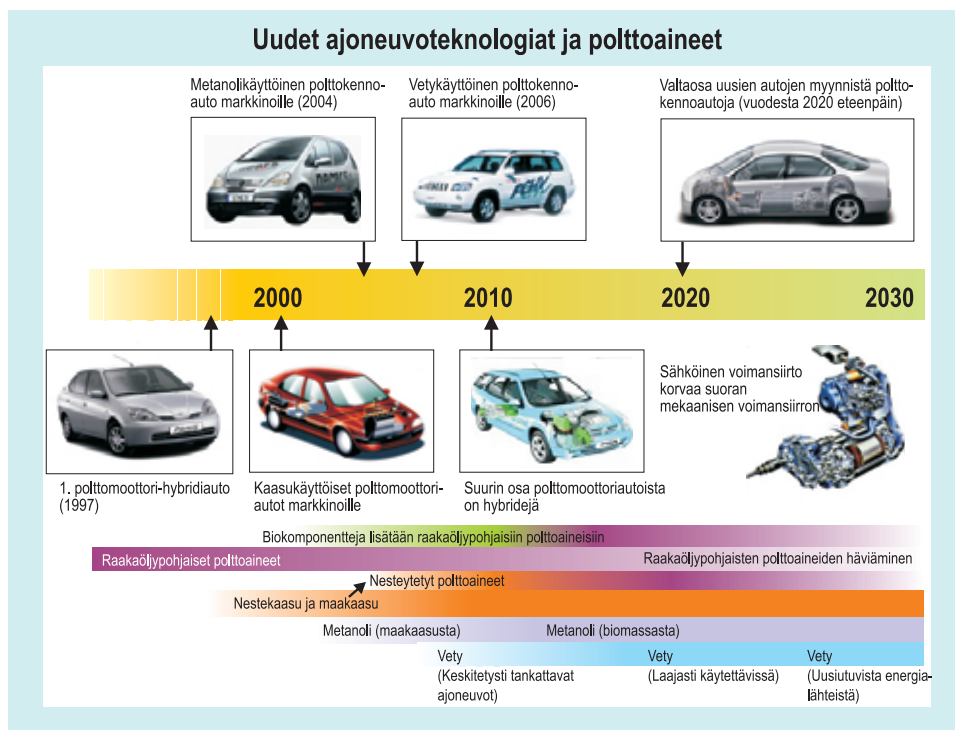 Uudet ajoneuvoteknologiat ja polttoaineet
Metanolikäyttöinen polttokenno-
auto markkinoille (2004)
Vetykäyttöinen polttokenno-
auto markkinoille (2006)
Valtaosa uusien autojen myynnistä poltto-
kennoautoja (vuodesta 2020 eteenpäin)
2000
2010
2020
2030
1. polttomoottori-hybridiauto
(1997)
Kaasukäyttöiset polttomoottori-
autot markkinoille
Suurin osa polttomoottoriautoista
on hybridejä
Sähköinen voimansiirto
korvaa suoran
mekaanisen voimansiirron
Biokomponentteja lisätään raakaöljypohjaisiin polttoaineisiin
Raakaöljypohjaiset polttoaineet
Raakaöljypohjaisten polttoaineiden häviäminen
Nesteytetyt polttoaineet
Nestekaasu ja maakaasu
Metanoli (maakaasusta)
Metanoli (biomassasta)
Vety
(Keskitetysti tankattavat
ajoneuvot)
Vety
(Laajasti käytettävissä)
Vety
(Uusiutuvista energia-
lähteistä)